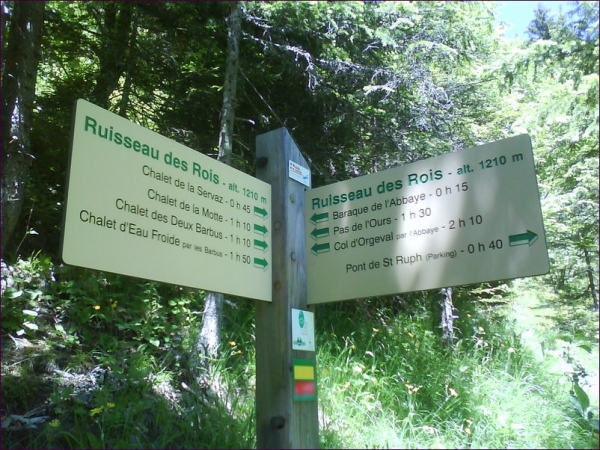 Ruisseau des Rois - alt. 1210 m
Chalet de la Servaz - 0 h 45
Chalet de la Motte - 1 h 10
Chalet des Deux Barbus - 1 h 10
Chalet d'Eau Froide par les Barbus - 1 h 50
Ruisseau des Rois - alt. 1210 m
Baraque de l'Abbaye - 0 h 15
Pas de l'Ours - 1 h 30
Col d'Orgeval par l'Abbaye - 2 h 10
Pont de St Ruph (Parking) - 0 h 40